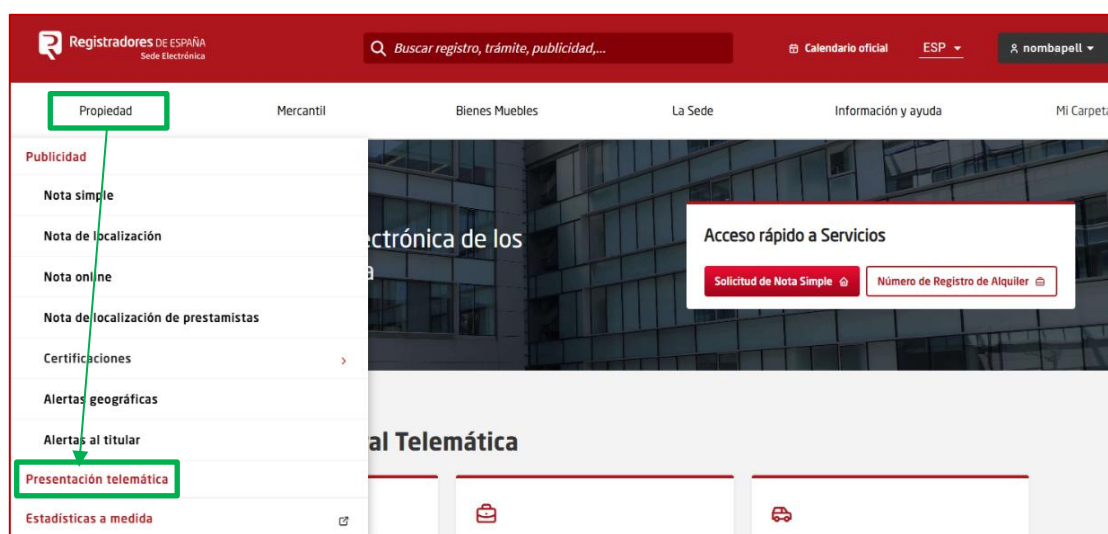 Registradores DE ESPAÑA
Sede Electrónica
Buscar registro, trámite, publicidad,...
Calendario oficial
ESP
nombapell
Propiedad
Mercantil
Bienes Muebles
La Sede
Información y ayuda
Mi Carpeta
Publicidad
Nota simple
Nota de localización
Nota online
Nota de localización de prestamistas
Certificaciones
Alertas geográficas
Alertas al titular
Presentación telemática
Estadísticas a medida
ectrónica de los
a
Acceso rápido a Servicios
Solicitud de Nota Simple
Número de Registro de Alquiler
al Telemática